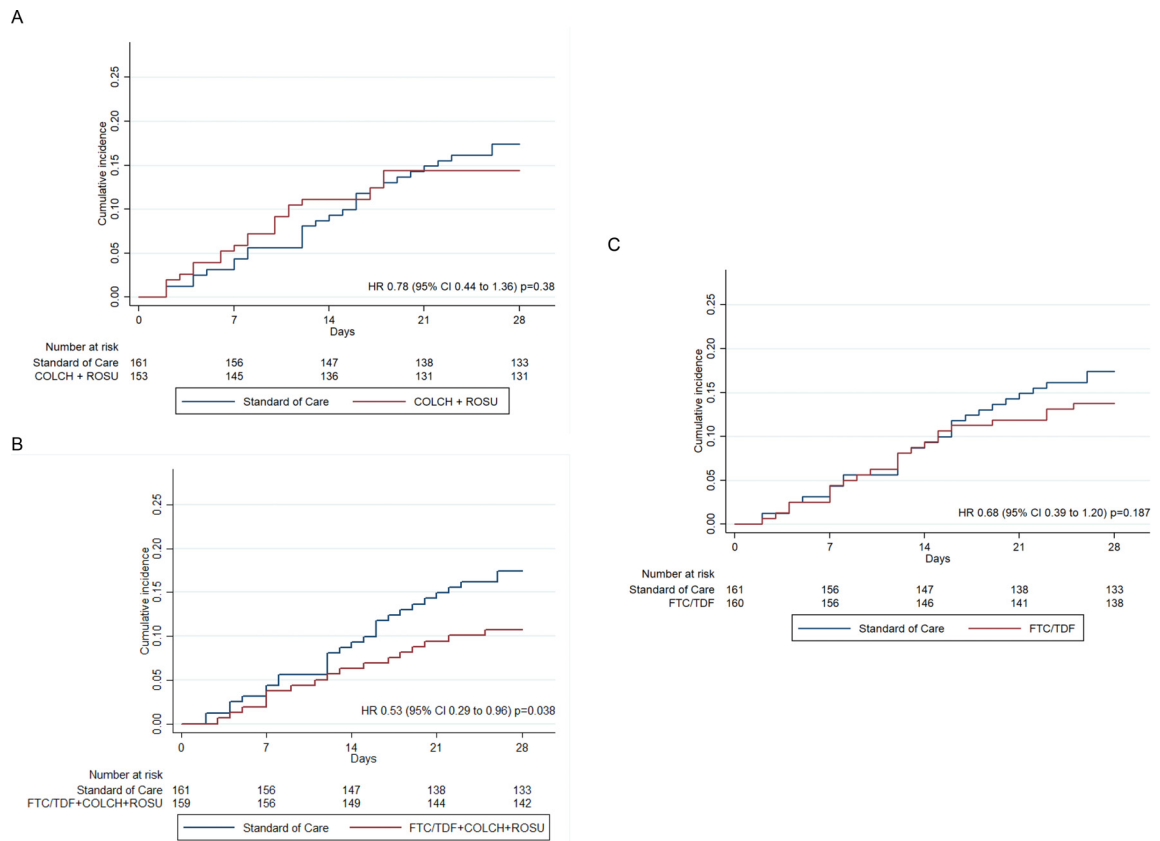 A
Cumulative incidence
0.25
0.20
0.15
0.10
0.05
0.00
HR 0.78 (95% CI 0.44 to 1.36) p=0.38
0 7 14 21 28
Days
Number at risk
Standard of Care 161 156 147 138 133
COLCH + ROSU 153 145 136 131 131
Standard of Care COLCH + ROSU
B
Cumulative incidence
0.25
0.20
0.15
0.10
0.05
0.00
HR 0.53 (95% CI 0.29 to 0.96) p=0.038
0 7 14 21 28
Days
Number at risk
Standard of Care 161 156 147 138 133
FTC/TDF+COLCH+ROSU 159 156 149 144 142
Standard of Care FTC/TDF+COLCH+ROSU
C
Cumulative incidence
0.25
0.20
0.15
0.10
0.05
0.00
HR 0.68 (95% CI 0.39 to 1.20) p=0.187
0 7 14 21 28
Days
Number at risk
Standard of Care 161 156 147 138 133
FTC/TDF 160 156 146 141 138
Standard of Care FTC/TDF